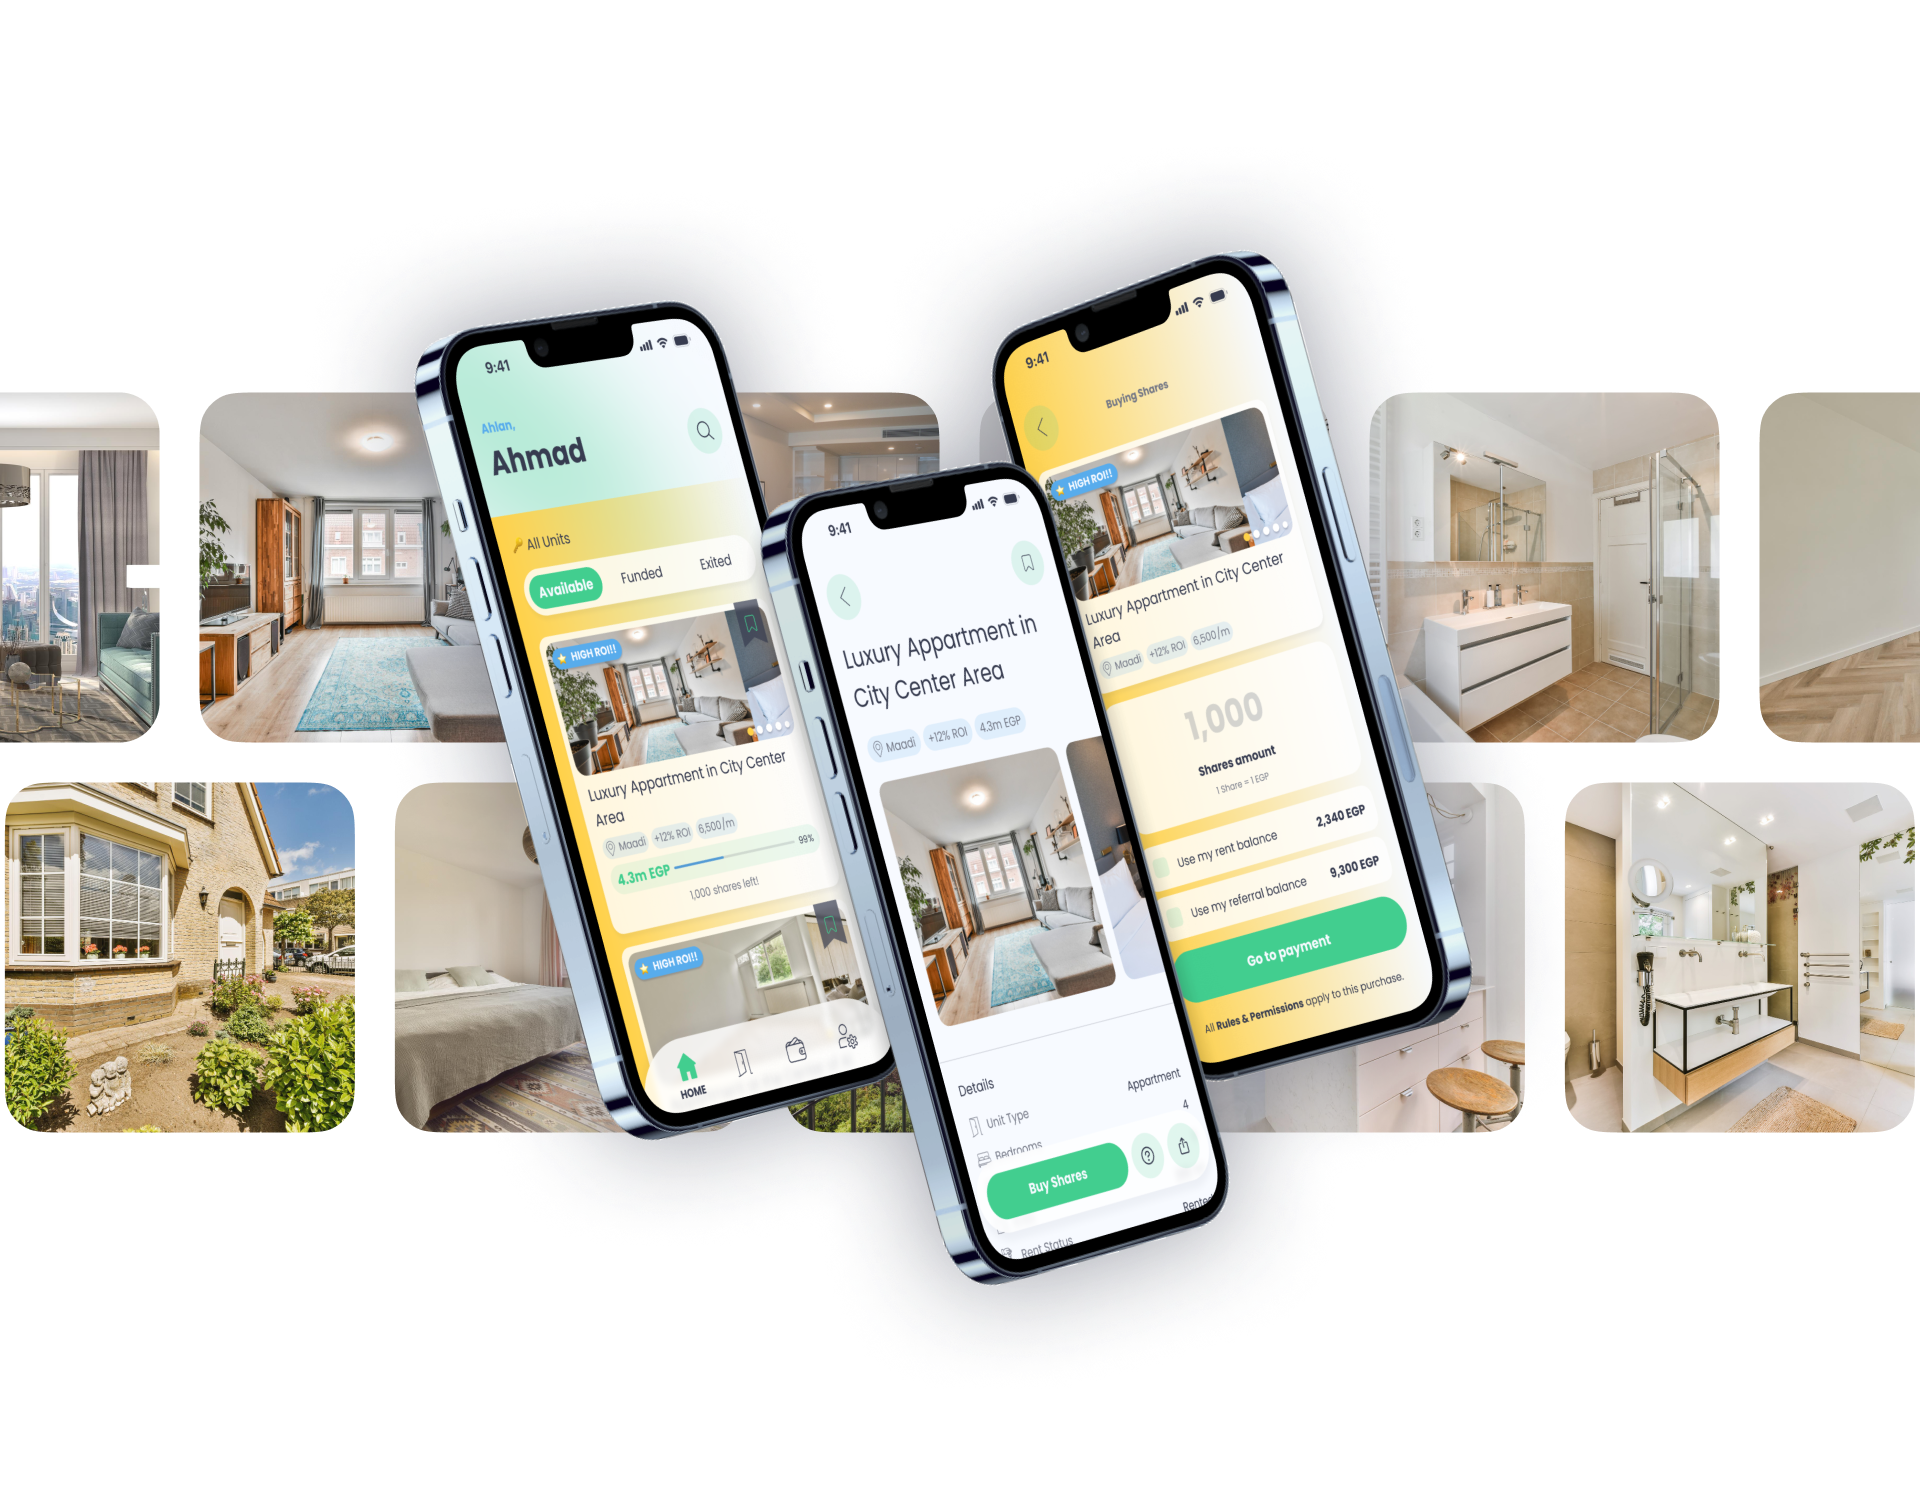 9:41
Ahlan,
Ahmad
All Units
Available
Funded
Exited
HIGH ROI!!
Luxury Appartment in City Center
Area
Maadi
+12% ROI
6,500/m
4.3m EGP
99%
1,000 shares left!
HIGH ROI!!
HOME
9:41
Luxury Appartment in
City Center Area
Maadi
+12% ROI
4.3m EGP
Details
Unit Type
Appartment
Bedrooms
4
Buy Shares
Rented
Rent Status
9:41
Buying Shares
HIGH ROI!!
Luxury Appartment in City Center
Area
Maadi
+12% ROI
6,500/m
1,000
Shares amount
1 Share = 1 EGP
Use my rent balance
2,340 EGP
Use my referral balance
9,300 EGP
Go to payment
All Rules & Permissions apply to this purchase.